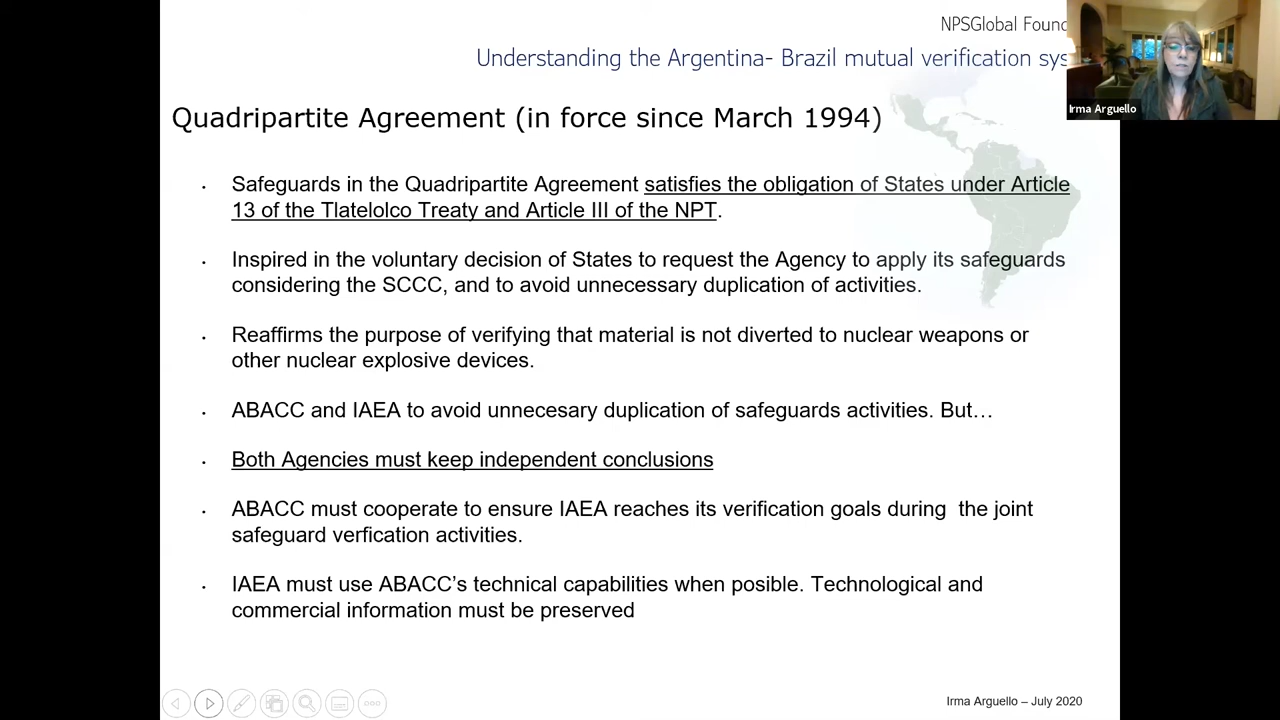 NPSGlobal Found
Understanding the Argentina- Brazil mutual verification sys
Irma Arguello
Quadripartite Agreement (in force since March 1994)
• Safeguards in the Quadripartite Agreement satisfies the obligation of States under Article
13 of the Tlatelolco Treaty and Article III of the NPT.
• Inspired in the voluntary decision of States to request the Agency to apply its safeguards
considering the SCCC, and to avoid unnecessary duplication of activities.
• Reaffirms the purpose of verifying that material is not diverted to nuclear weapons or
other nuclear explosive devices.
• ABACC and IAEA to avoid unnecesary duplication of safeguards activities. But…
• Both Agencies must keep independent conclusions
• ABACC must cooperate to ensure IAEA reaches its verification goals during  the joint
safeguard verfication activities.
• IAEA must use ABACC’s technical capabilities when posible. Technological and
commercial information must be preserved
Irma Arguello – July 2020